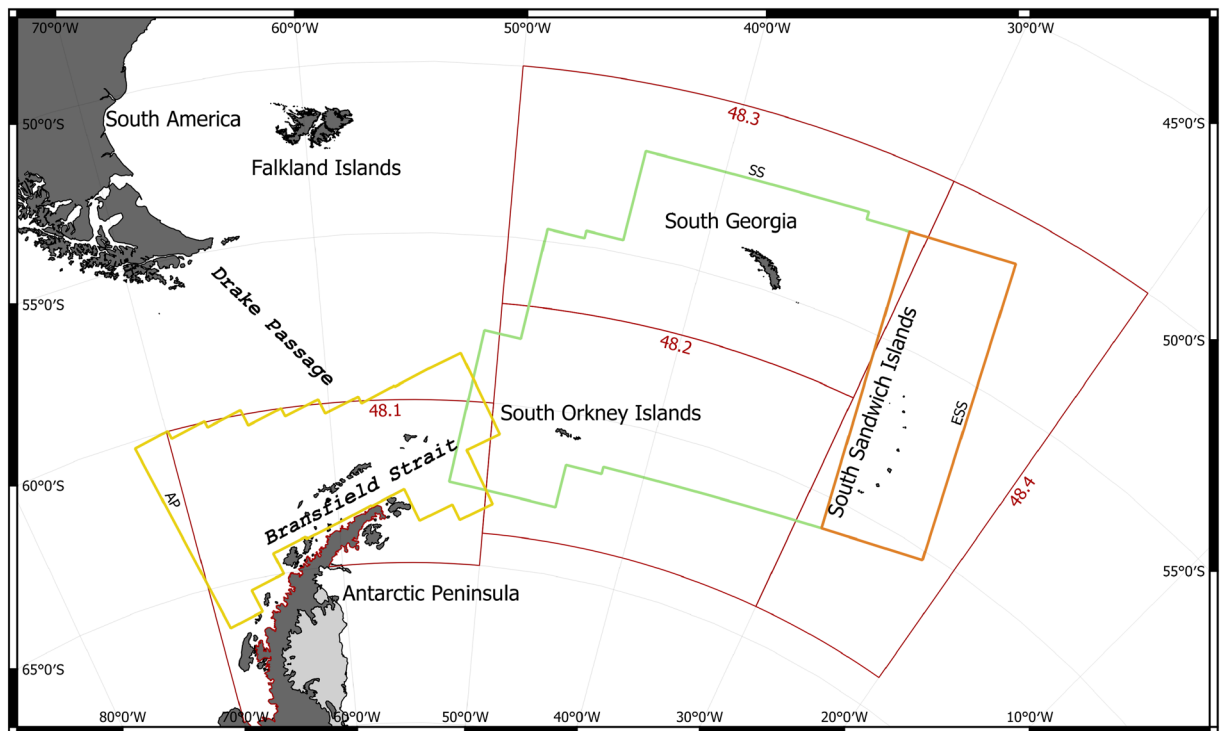 70°0'W
60°0'W
50°0'W
40°0'W
30°0'W
50°0'S
45°0'S
South America
48.3
Falkland Islands
SS
South Georgia
Drake Passage
55°0'S
50°0'S
48.2
South Sandwich Islands
48.1
South Orkney Islands
ESS
Bransfield Strait
AP
60°0'S
48.4
55°0'S
Antarctic Peninsula
65°0'S
80°0'W
70°0'W
60°0'W
50°0'W
40°0'W
30°0'W
20°0'W
10°0'W